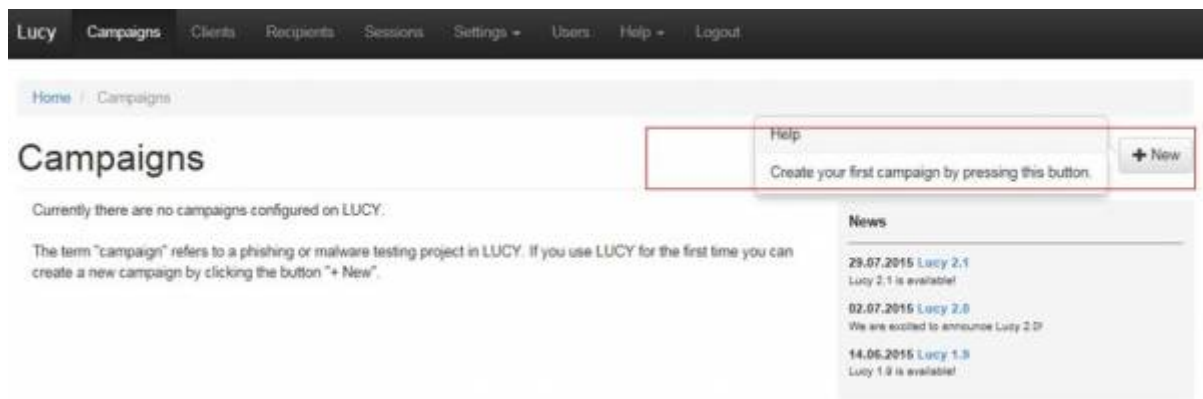 Lucy Campaigns Clients Recipients Sessions Settings Users Help Logout
Home / Campaigns
Campaigns
Help
Create your first campaign by pressing this button.
+ New
Currently there are no campaigns configured on LUCY.
The term "campaign" refers to a phishing or malware testing project in LUCY. If you use LUCY for the first time you can
create a new campaign by clicking the button "+ New".
News
29.07.2015 Lucy 2.1
Lucy 2.1 is available!
02.07.2015 Lucy 2.0
We are excited to announce Lucy 2.0!
14.06.2015 Lucy 1.9
Lucy 1.9 is available!